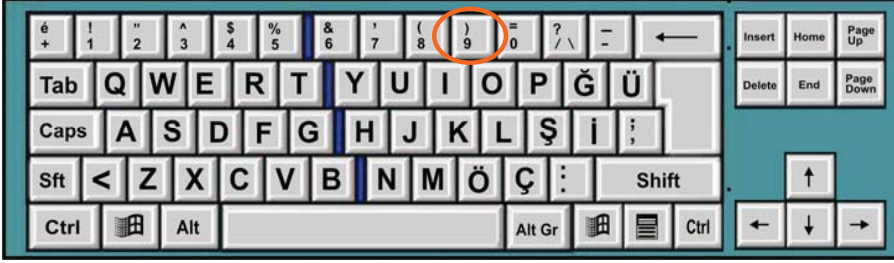 é ! " ^ $ % & ' ( ) = ? _
+ 1 2 3 4 5 6 7 8 9 0 / \ -
Insert Home Page Up
Tab Q W E R T Y U I O P Ğ Ü
Delete End Page Down
Caps A S D F G H J K L Ş İ ; ,
Sft < Z X C V B N M Ö Ç : . Shift ↑
Ctrl Alt Alt Gr Ctrl ← ↓ →